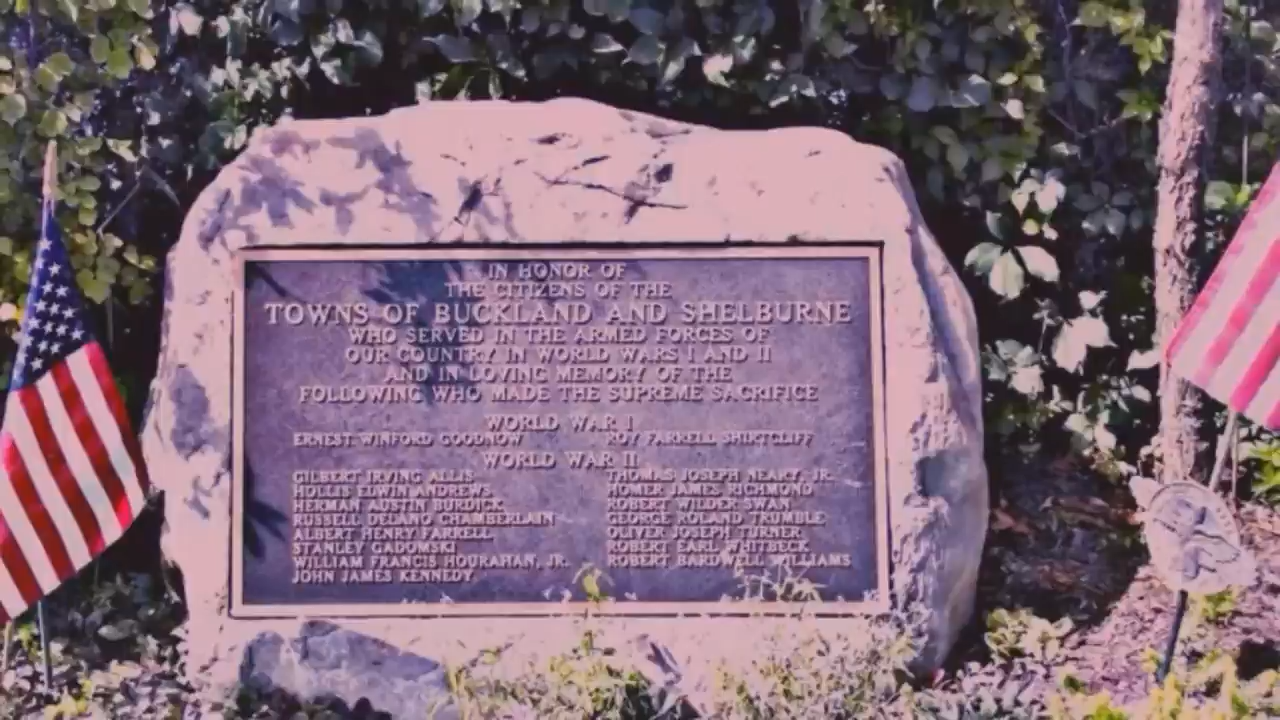 IN HONOR OF
THE CITIZENS OF THE
TOWNS OF BUCKLAND AND SHELBURNE
WHO SERVED IN THE ARMED FORCES OF
OUR COUNTRY IN WORLD WARS I AND II
AND IN LOVING MEMORY OF THE
FOLLOWING WHO MADE THE SUPREME SACRIFICE
WORLD WAR I
ERNEST WINFORD GOODNOW ROY FARRELL SHIRTCLIFF
WORLD WAR II
GILBERT IRVING ALLIS THOMAS JOSEPH NEARY, JR.
HOLLIS EDWIN ANDREWS HOMER JAMES RICHMOND
HERMAN AUSTIN BURDICK ROBERT WILDER SWAN
RUSSELL DELANO CHAMBERLAIN GEORGE ROLAND TRUMBLE
ALBERT HENRY FARRELL OLIVER JOSEPH TURNER
STANLEY GADOMSKI ROBERT EARL WHITBECK
WILLIAM FRANCIS HOURAHAN, JR. ROBERT BARDWELL WILLIAMS
JOHN JAMES KENNEDY